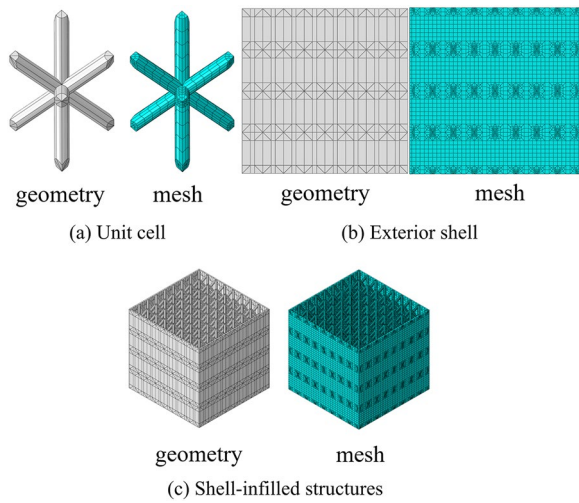 geometry mesh geometry mesh
(a) Unit cell (b) Exterior shell
geometry mesh
(c) Shell-infilled structures